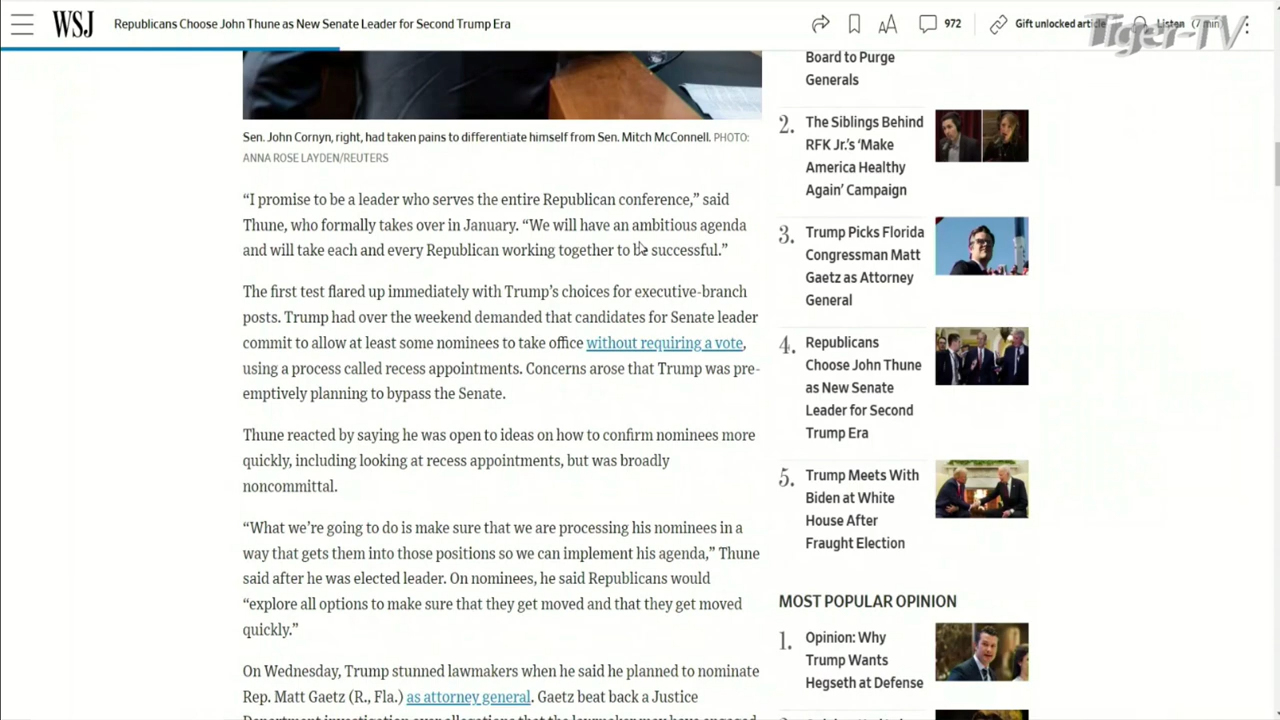 WSJ
Republicans Choose John Thune as New Senate Leader for Second Trump Era
972
Gift unlocked article
Listen
(7 min)
Tiger-TV
Sen. John Cornyn, right, had taken pains to differentiate himself from Sen. Mitch McConnell. PHOTO:
ANNA ROSE LAYDEN/REUTERS
“I promise to be a leader who serves the entire Republican conference,” said
Thune, who formally takes over in January. “We will have an ambitious agenda
and will take each and every Republican working together to be successful.”
The first test flared up immediately with Trump’s choices for executive-branch
posts. Trump had over the weekend demanded that candidates for Senate leader
commit to allow at least some nominees to take office without requiring a vote,
using a process called recess appointments. Concerns arose that Trump was pre-
emptively planning to bypass the Senate.
Thune reacted by saying he was open to ideas on how to confirm nominees more
quickly, including looking at recess appointments, but was broadly
noncommittal.
“What we’re going to do is make sure that we are processing his nominees in a
way that gets them into those positions so we can implement his agenda,” Thune
said after he was elected leader. On nominees, he said Republicans would
“explore all options to make sure that they get moved and that they get moved
quickly.”
On Wednesday, Trump stunned lawmakers when he said he planned to nominate
Rep. Matt Gaetz (R., Fla.) as attorney general. Gaetz beat back a Justice
Board to Purge
Generals
2.
The Siblings Behind
RFK Jr.’s ‘Make
America Healthy
Again’ Campaign
3.
Trump Picks Florida
Congressman Matt
Gaetz as Attorney
General
4.
Republicans
Choose John Thune
as New Senate
Leader for Second
Trump Era
5.
Trump Meets With
Biden at White
House After
Fraught Election
MOST POPULAR OPINION
1.
Opinion: Why
Trump Wants
Hegseth at Defense